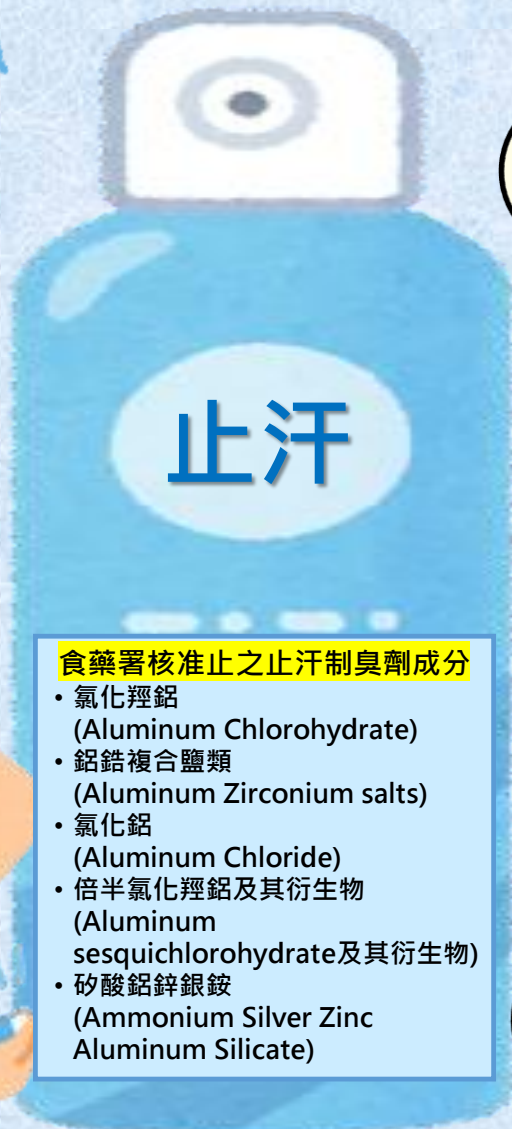 止汗
食藥署核准止之止汗制臭劑成分
• 氯化羥鋁
(Aluminum Chlorohydrate)
• 鋁鋯複合鹽類
(Aluminum Zirconium salts)
• 氯化鋁
(Aluminum Chloride)
• 倍半氯化羥鋁及其衍生物
(Aluminum
sesquichlorohydrate及其衍生物)
• 矽酸鋁鋅銀銨
(Ammonium Silver Zinc
Aluminum Silicate)